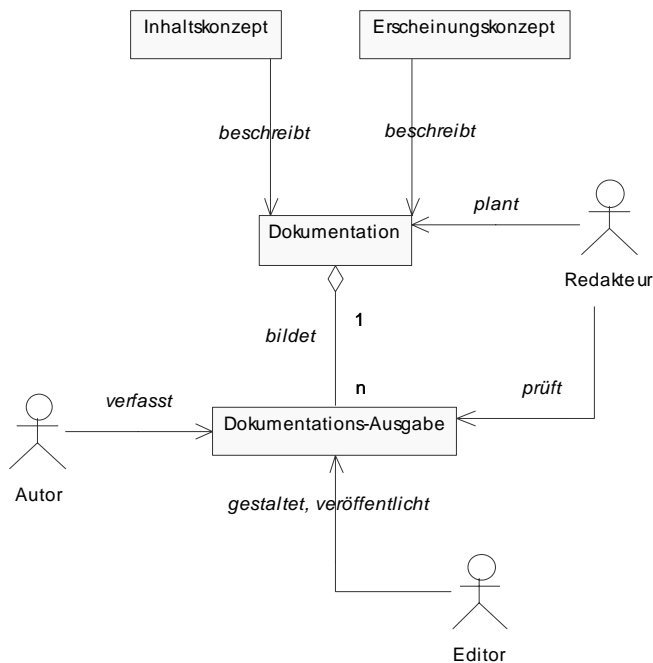 Inhaltskonzept
Erscheinungskonzept
beschreibt
beschreibt
plant
Dokumentation
Redakteur
1
bildet
n
prüft
verfasst
Dokumentations-Ausgabe
Autor
gestaltet, veröffentlicht
Editor